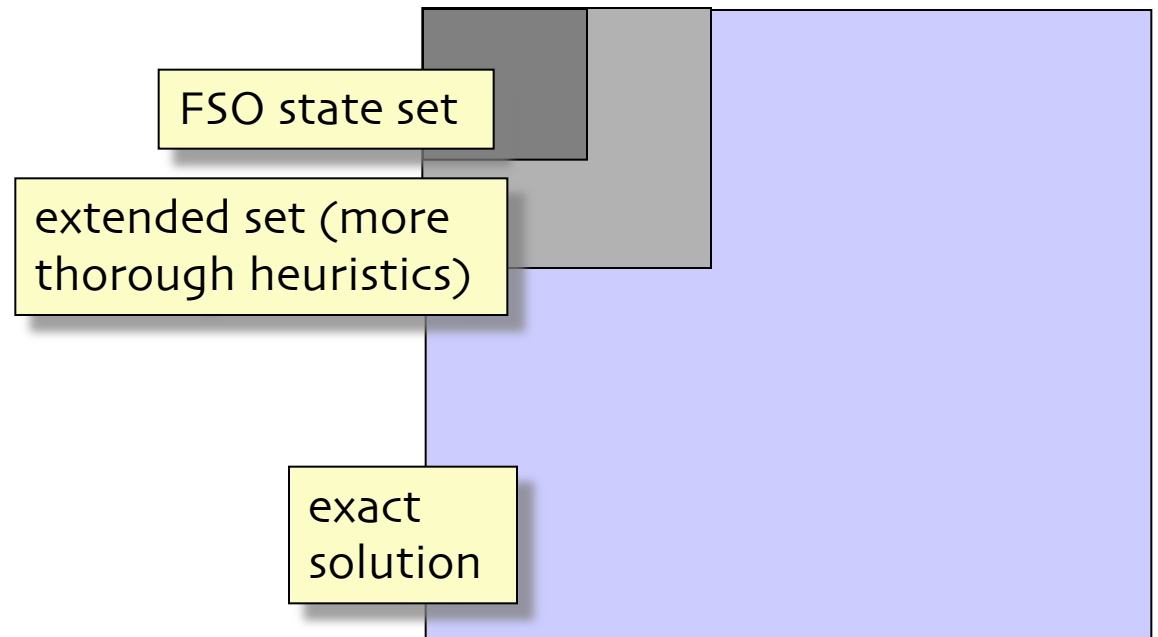 FSO state set
extended set (more
thorough heuristics)
exact
solution